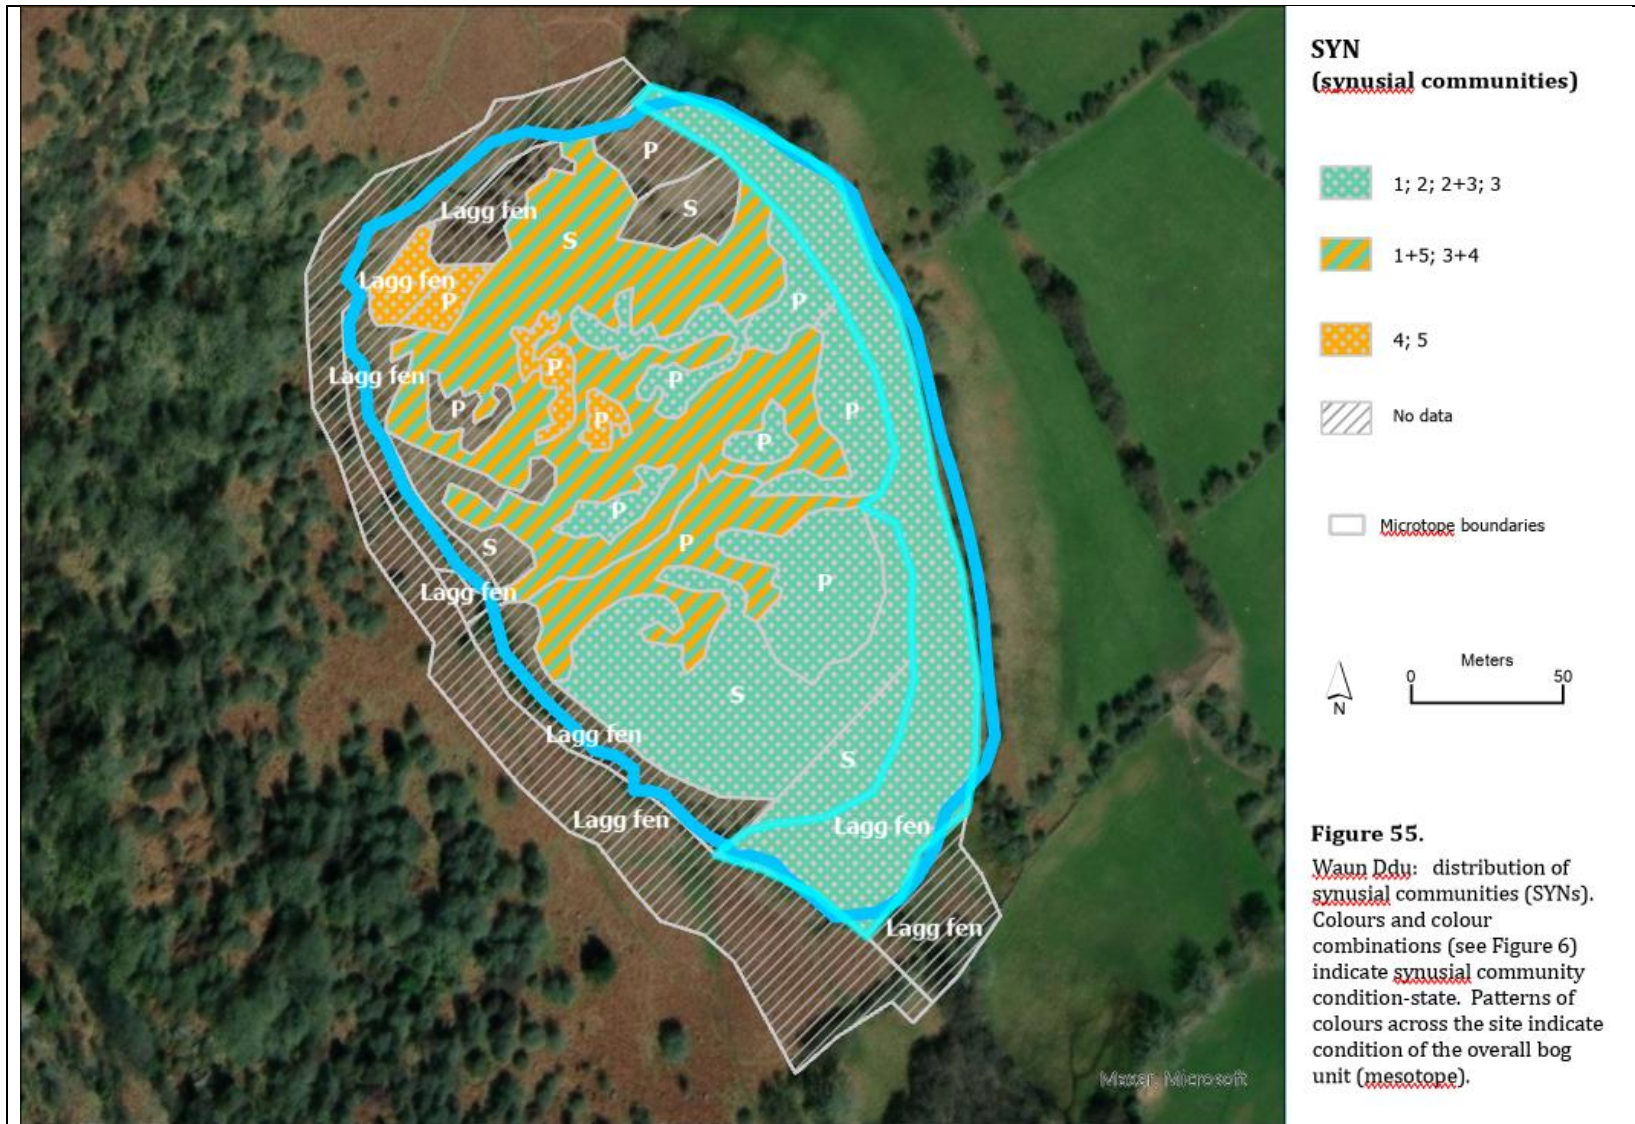 P
S
Lagg fen
S
Lagg fen
P
P
Lagg fen
P
P
P
P
P
P
P
P
S
P
Lagg fen
P
S
Lagg fen
S
Lagg fen
Lagg fen
Lagg fen
Maxar, Microsoft
SYN
(synusial communities)
1; 2; 2+3; 3
1+5; 3+4
4; 5
No data
Microtope boundaries
Meters
0 50
N
Figure 55.
Waun Ddu: distribution of
synusial communities (SYNs).
Colours and colour
combinations (see Figure 6)
indicate synusial community
condition-state. Patterns of
colours across the site indicate
condition of the overall bog
unit (mesotope).